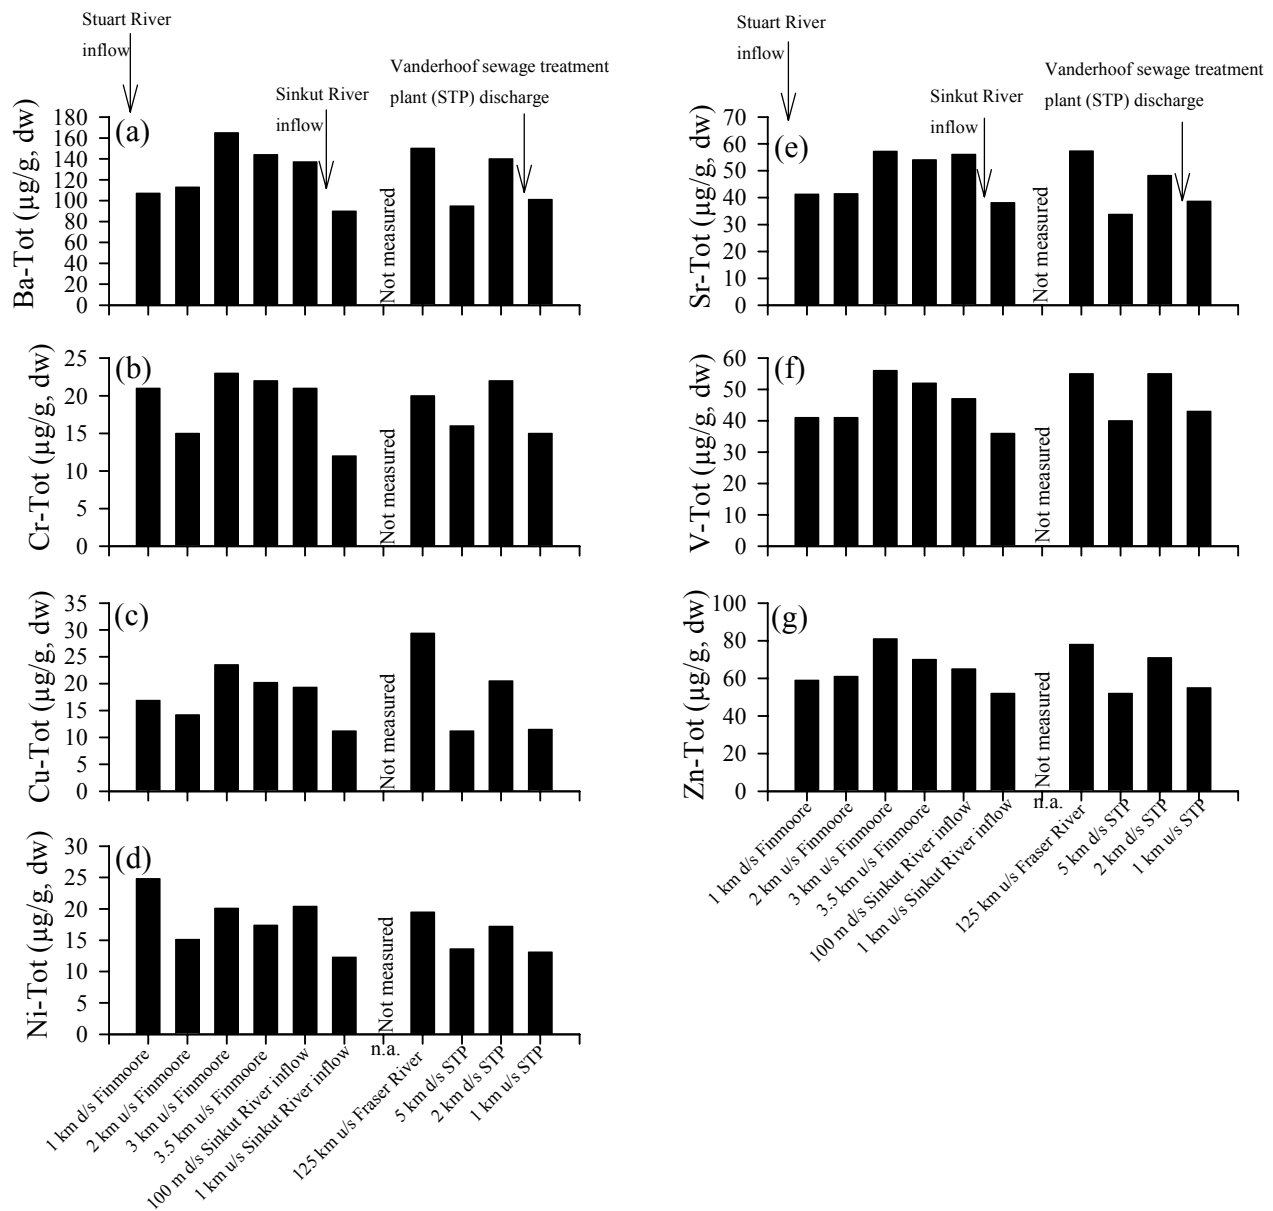 Stuart River
inflow
Sinkut River
inflow
Vanderhoof sewage treatment
plant (STP) discharge
(a)
Ba-Tot (µg/g, dw)
180
160
140
120
100
80
60
40
20
0
Not measured
(b)
Cr-Tot (µg/g, dw)
25
20
15
10
5
0
Not measured
(c)
Cu-Tot (µg/g, dw)
35
30
25
20
15
10
5
0
Not measured
(d)
Ni-Tot (µg/g, dw)
30
25
20
15
10
5
0
Not measured
n.a.
1 km d/s Finmoore
2 km u/s Finmoore
3 km u/s Finmoore
3.5 km u/s Finmoore
100 m d/s Sinkut River inflow
1 km u/s Sinkut River inflow
125 km u/s Fraser River
5 km d/s STP
2 km d/s STP
1 km u/s STP
Stuart River
inflow
Sinkut River
inflow
Vanderhoof sewage treatment
plant (STP) discharge
(e)
Sr-Tot (µg/g, dw)
70
60
50
40
30
20
10
0
Not measured
(f)
V-Tot (µg/g, dw)
60
50
40
30
20
10
0
Not measured
(g)
Zn-Tot (µg/g, dw)
100
80
60
40
20
0
Not measured
n.a.
1 km d/s Finmoore
2 km u/s Finmoore
3 km u/s Finmoore
3.5 km u/s Finmoore
100 m d/s Sinkut River inflow
1 km u/s Sinkut River inflow
125 km u/s Fraser River
5 km d/s STP
2 km d/s STP
1 km u/s STP